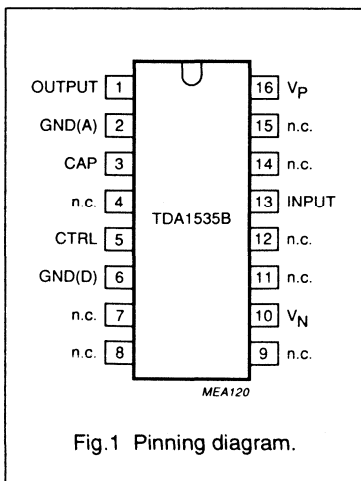 OUTPUT 1 16 VP
GND(A) 2 15 n.c.
CAP 3 14 n.c.
n.c. 4 13 INPUT
TDA1535B
CTRL 5 12 n.c.
GND(D) 6 11 n.c.
n.c. 7 10 VN
n.c. 8 9 n.c.
MEA120
Fig.1 Pinning diagram.